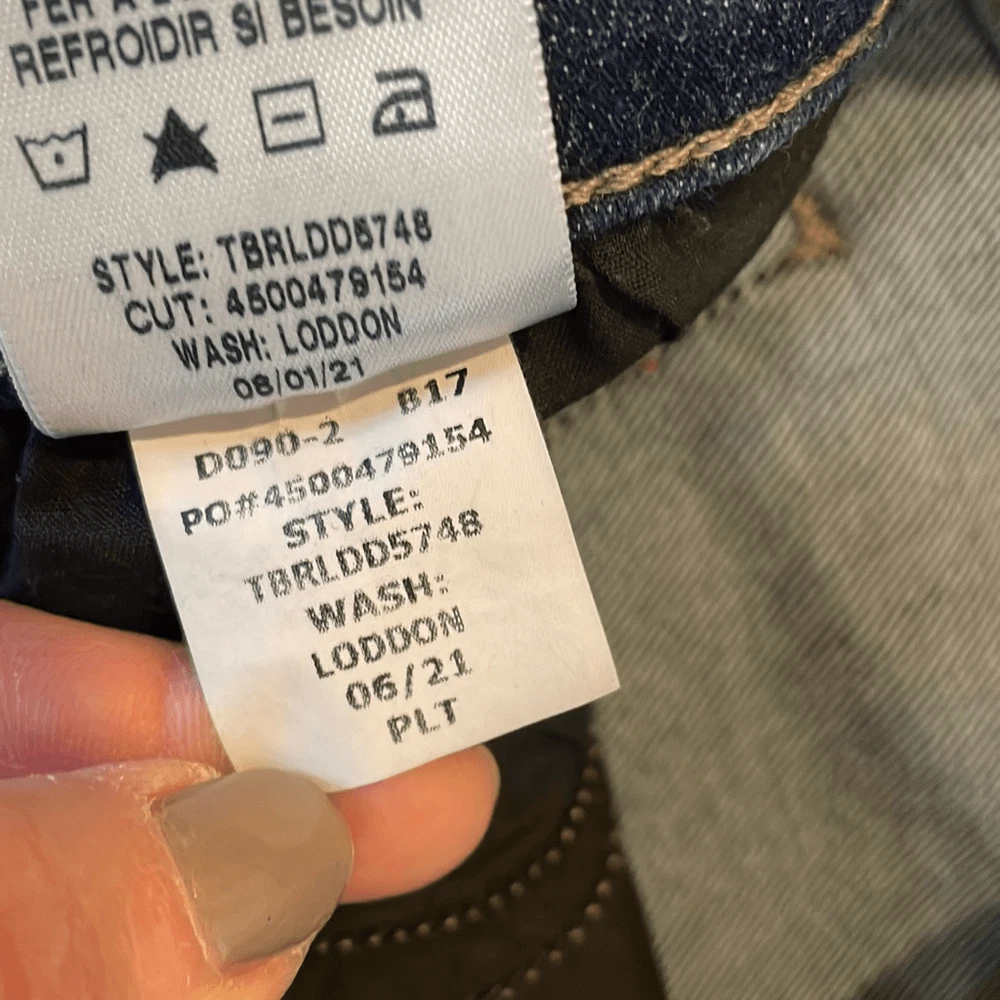 REFROIDIR SI BESOIN
STYLE: TBRLDD5748
CUT: 4500479154
WASH: LODDON
08/01/21
D090-2 817
PO#4500479154
STYLE:
TBRLDD5748
WASH:
LODDON
06/21
PLT